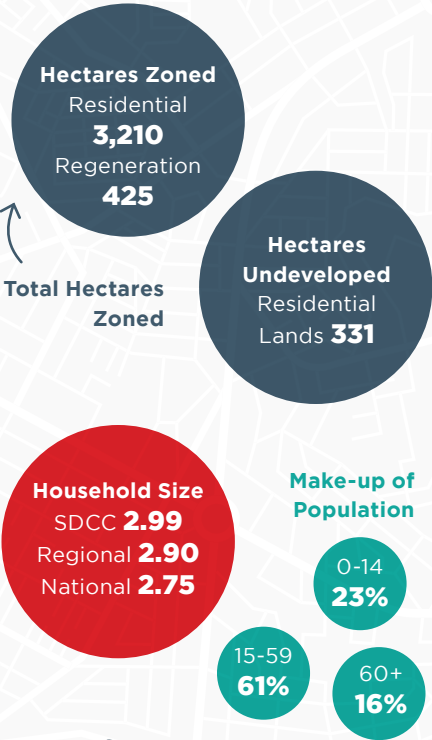 Hectares Zoned
Residential
3,210
Regeneration
425
Total Hectares
Zoned
Hectares
Undeveloped
Residential
Lands 331
Household Size
SDCC 2.99
Regional 2.90
National 2.75
Make-up of
Population
0-14
23%
15-59
61%
60+
16%